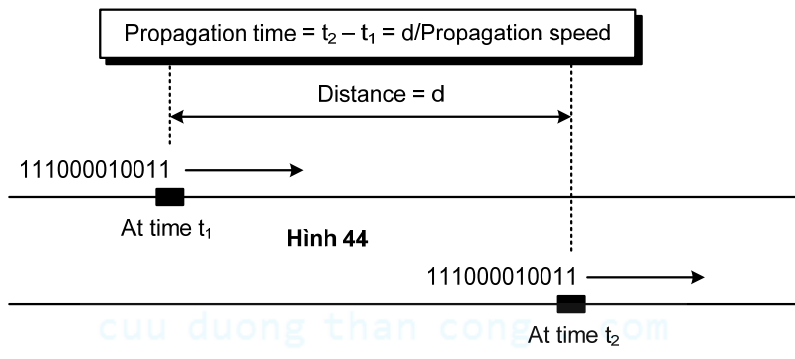 Propagation time = t₂ – t₁ = d/Propagation speed
Distance = d
111000010011
At time t₁
Hình 44
111000010011
cuu duong than cong . com
At time t₂